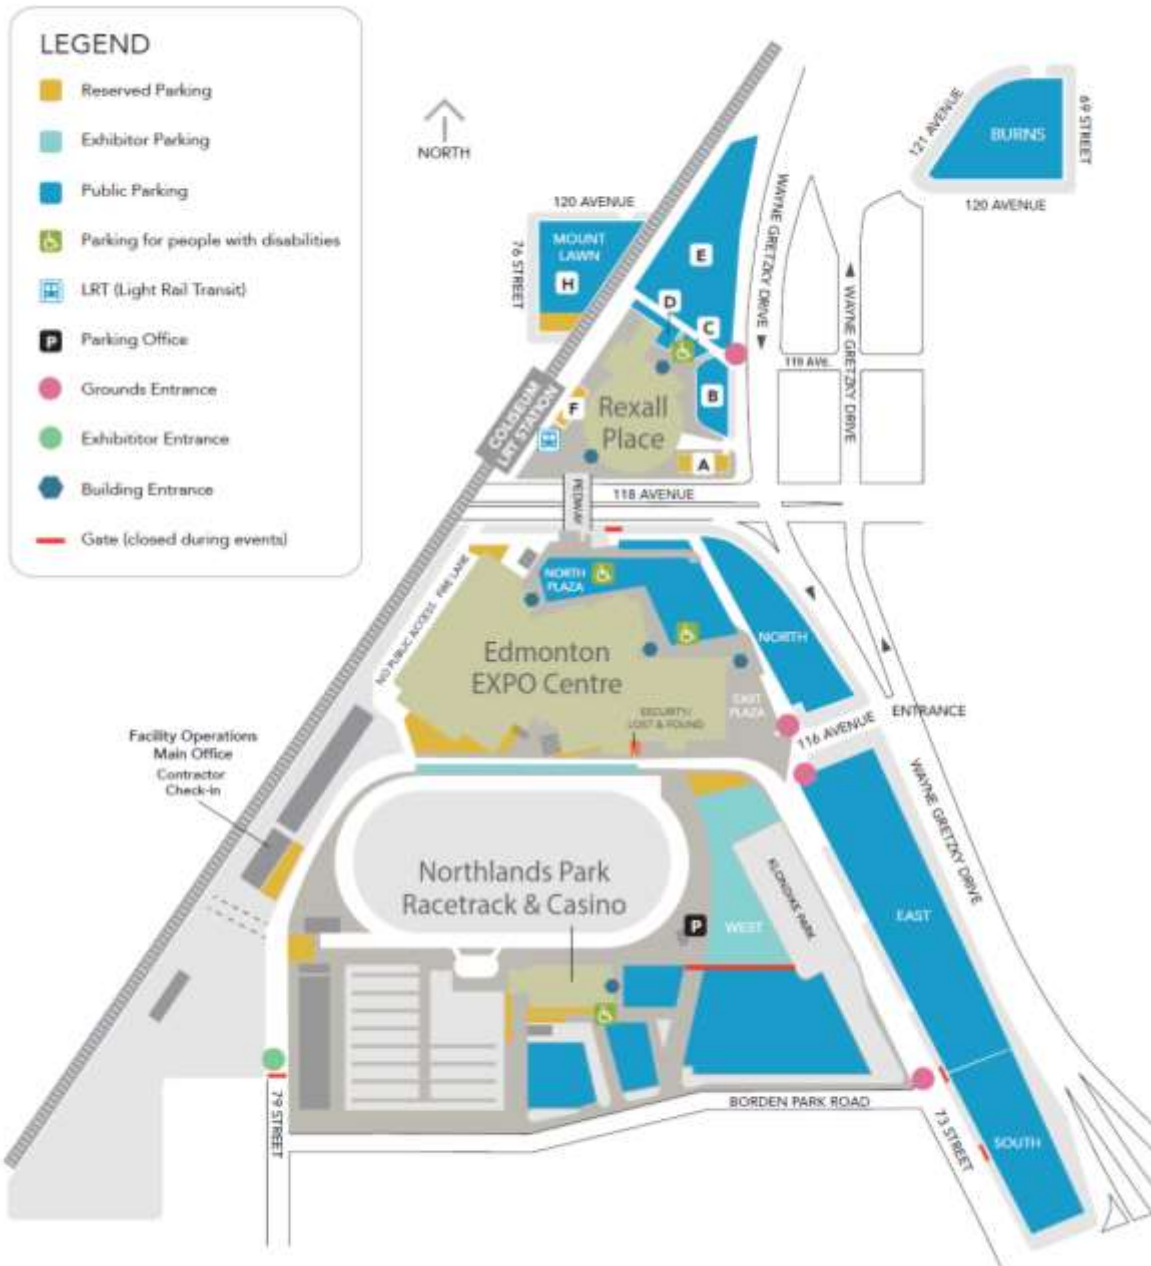 LEGEND
Reserved Parking
Exhibitor Parking
Public Parking
Parking for people with disabilities
LRT (Light Rail Transit)
P
Parking Office
Grounds Entrance
Exhibititor Entrance
Building Entrance
Gate (closed during events)
NORTH
121 AVENUE
BURNS
69 STREET
120 AVENUE
120 AVENUE
76 STREET
MOUNT
LAWN
H
E
D
C
B
A
F
WAYNE GRETZKY DRIVE
WAYNE GRETZKY DRIVE
119 AVE.
COLISEUM
LRT STATION
Rexall
Place
PEDWAY
118 AVENUE
NO PUBLIC ACCESS FIRE LANE
NORTH
PLAZA
NORTH
Edmonton
EXPO Centre
EAST
PLAZA
SECURITY/
LOST & FOUND
116 AVENUE
ENTRANCE
WAYNE GRETZKY DRIVE
Facility Operations
Main Office
Contractor
Check-in
Northlands Park
Racetrack & Casino
P
WEST
KLONDIKE PARK
EAST
79 STREET
BORDEN PARK ROAD
73 STREET
SOUTH